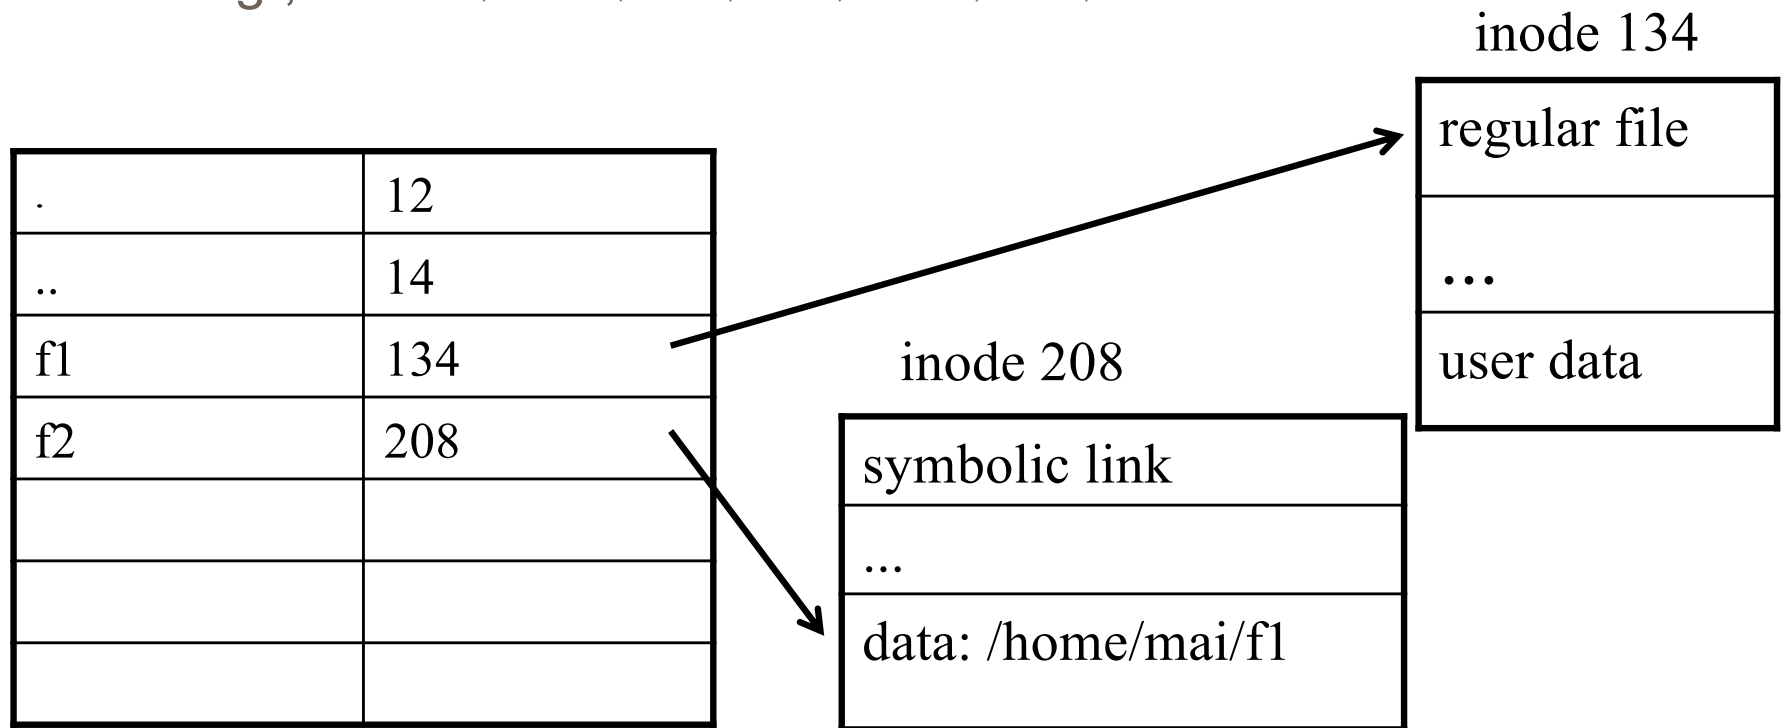 inode 134
regular file
...
user data
. 12
.. 14
f1 134
f2 208
inode 208
symbolic link
...
data: /home/mai/f1